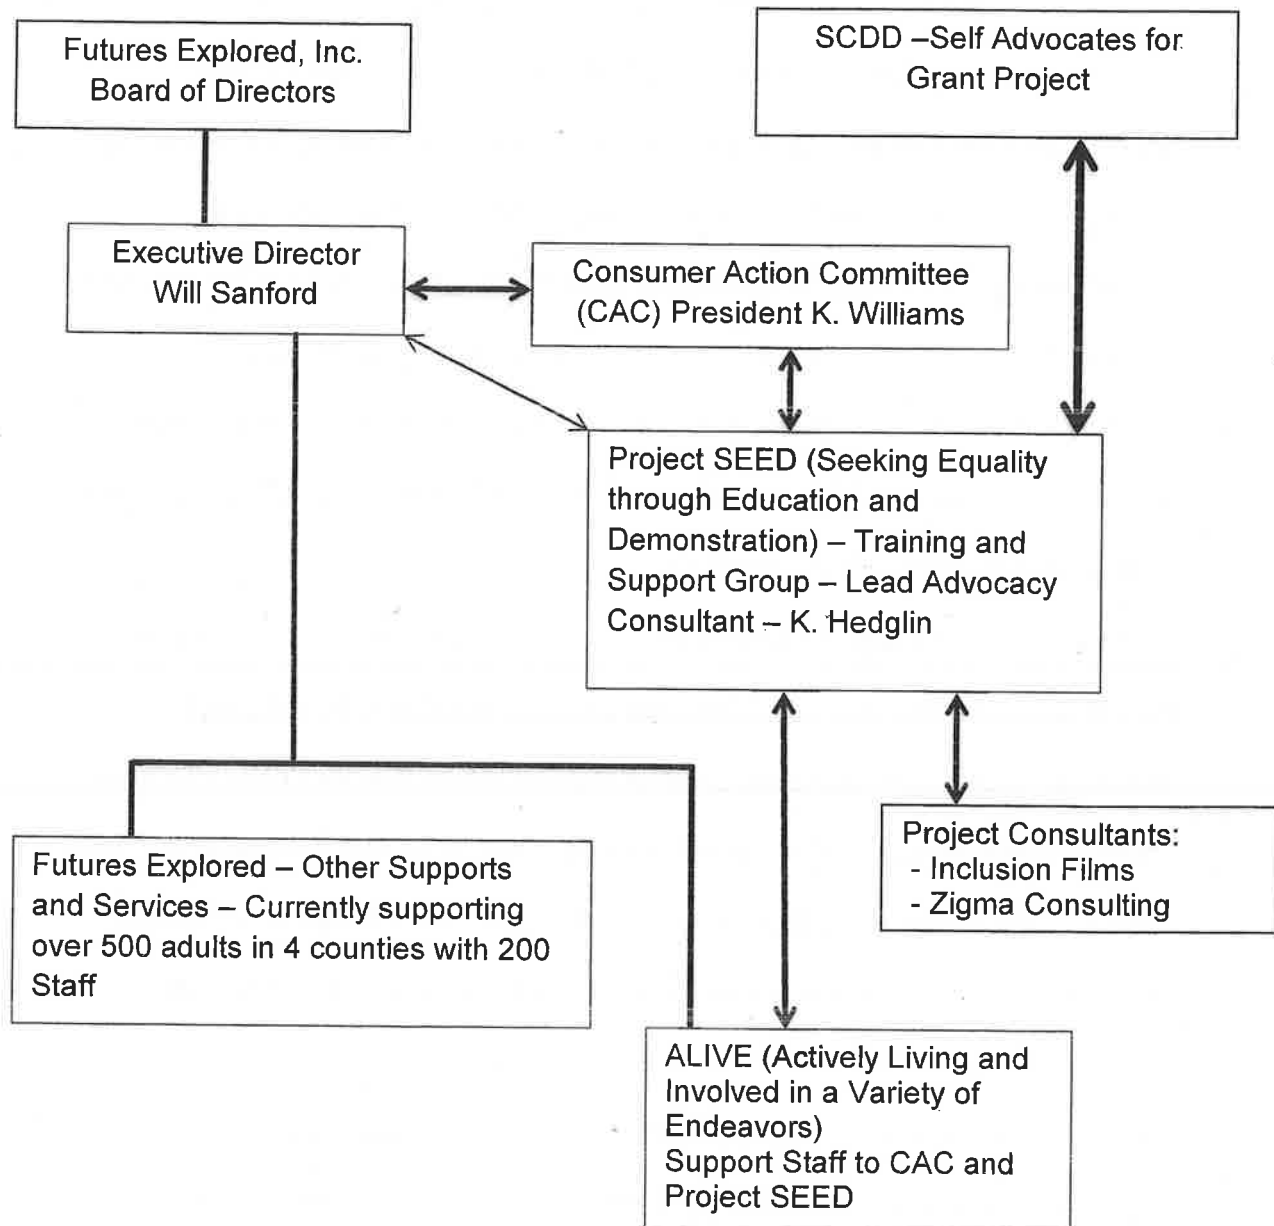 Futures Explored, Inc.
Board of Directors
SCDD –Self Advocates for
Grant Project
Executive Director
Will Sanford
Consumer Action Committee
(CAC) President K. Williams
Project SEED (Seeking Equality
through Education and
Demonstration) – Training and
Support Group – Lead Advocacy
Consultant – K. Hedglin
Project Consultants:
- Inclusion Films
- Zigma Consulting
Futures Explored – Other Supports
and Services – Currently supporting
over 500 adults in 4 counties with 200
Staff
ALIVE (Actively Living and
Involved in a Variety of
Endeavors)
Support Staff to CAC and
Project SEED